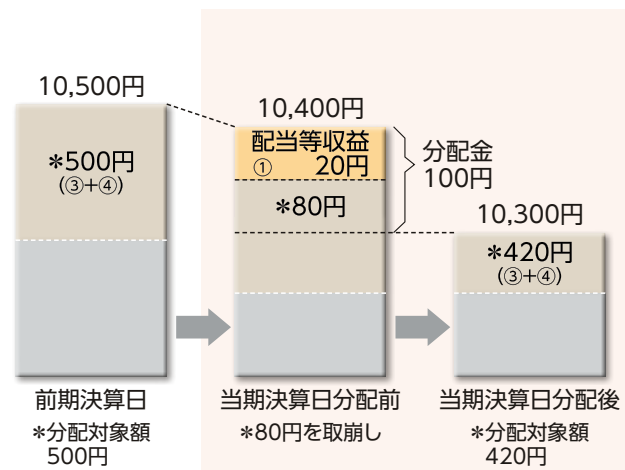 10,500円
*500円
(③+④)
前期決算日
*分配対象額
500円
10,400円
配当等収益
① 20円
*80円
分配金
100円
当期決算日分配前
*80円を取崩し
10,300円
*420円
(③+④)
当期決算日分配後
*分配対象額
420円